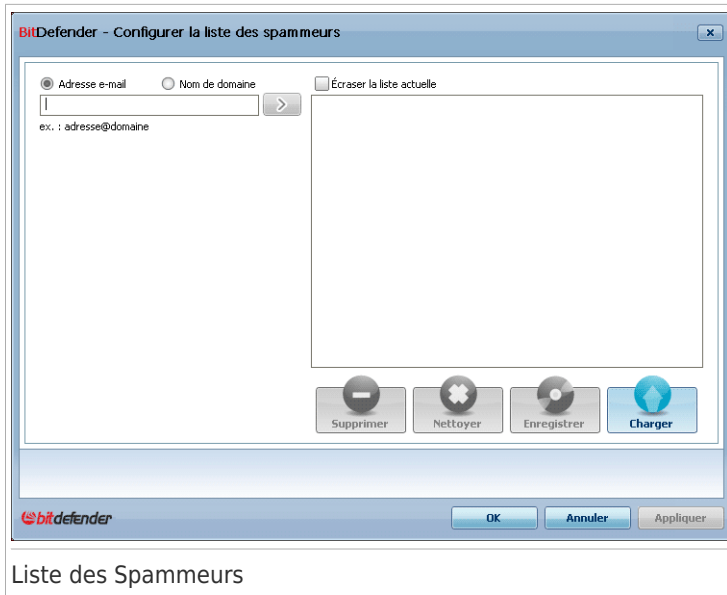 BitDefender - Configurer la liste des spammeurs
Adresse e-mail
Nom de domaine
Écraser la liste actuelle
ex. : adresse@domaine
Supprimer
Nettoyer
Enregistrer
Charger
bitdefender
OK
Annuler
Appliquer
Liste des Spammeurs